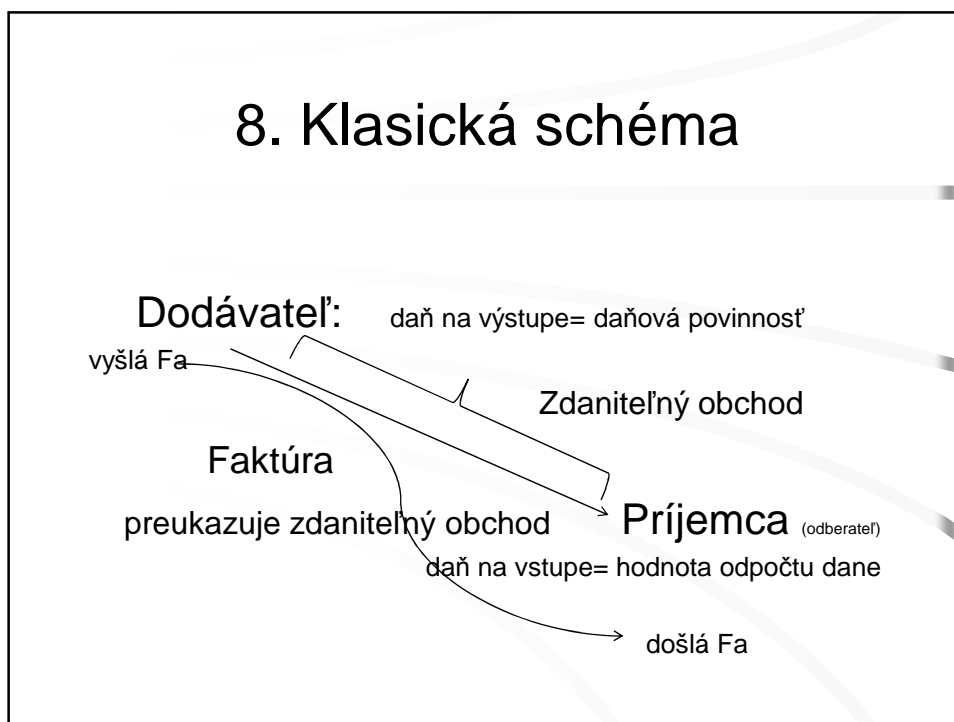 8. Klasická schéma
Dodávateľ: daň na výstupe= daňová povinnosť
vyšlá Fa
Zdaniteľný obchod
Faktúra
preukazuje zdaniteľný obchod Príjemca (odberateľ)
daň na vstupe= hodnota odpočtu dane
došlá Fa